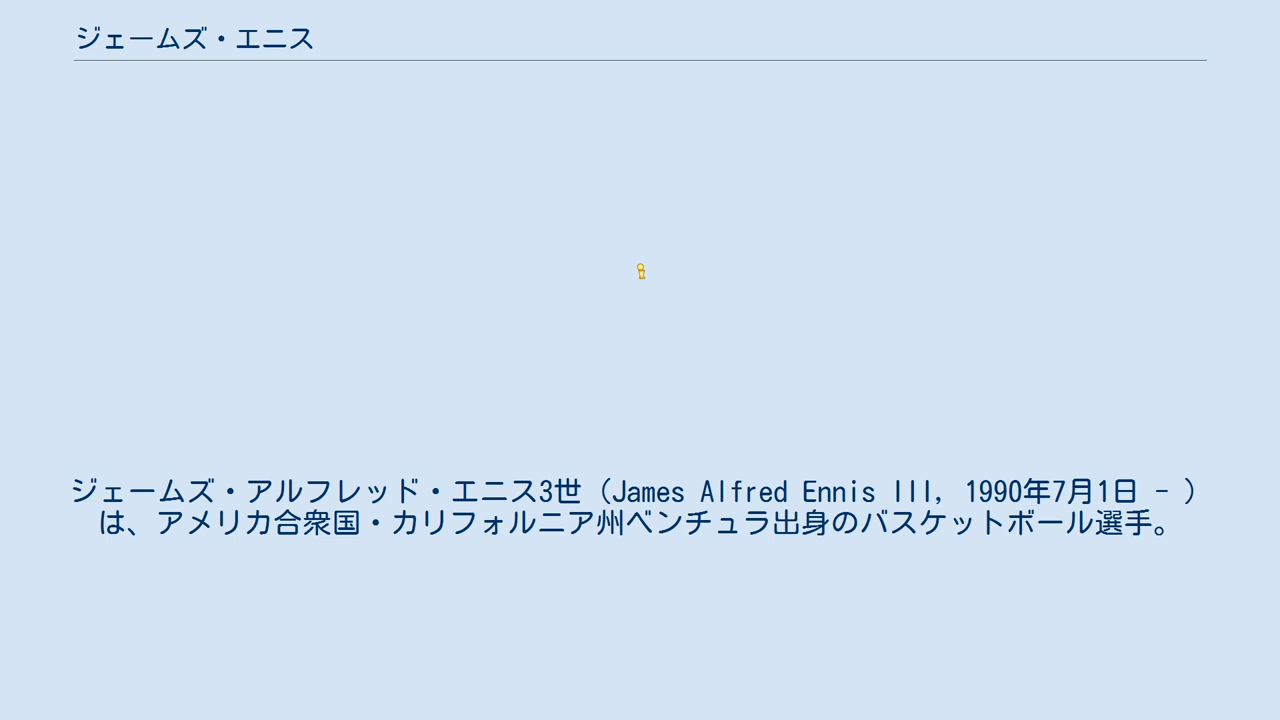 ジェームズ・エニス
ジェームズ・アルフレッド・エニス3世（James Alfred Ennis III, 1990年7月1日 - ）
は、アメリカ合衆国・カリフォルニア州ベンチュラ出身のバスケットボール選手。